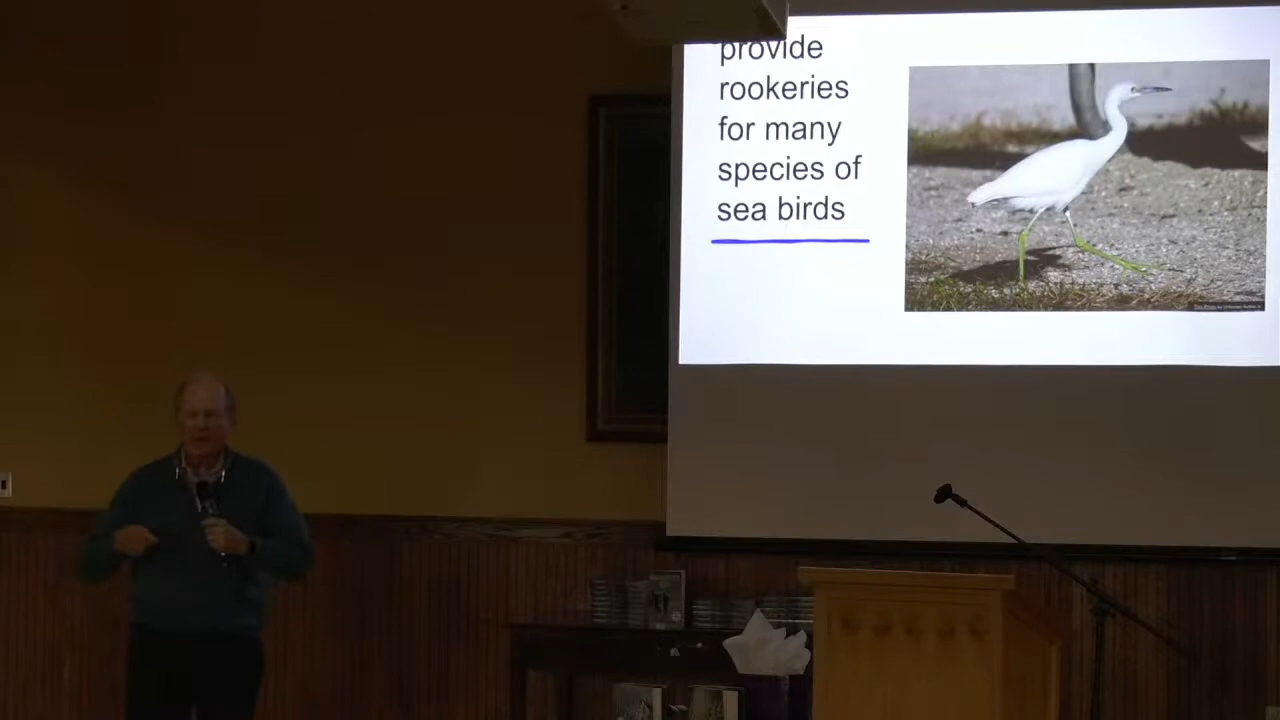 provide
rookeries
for many
species of
sea birds